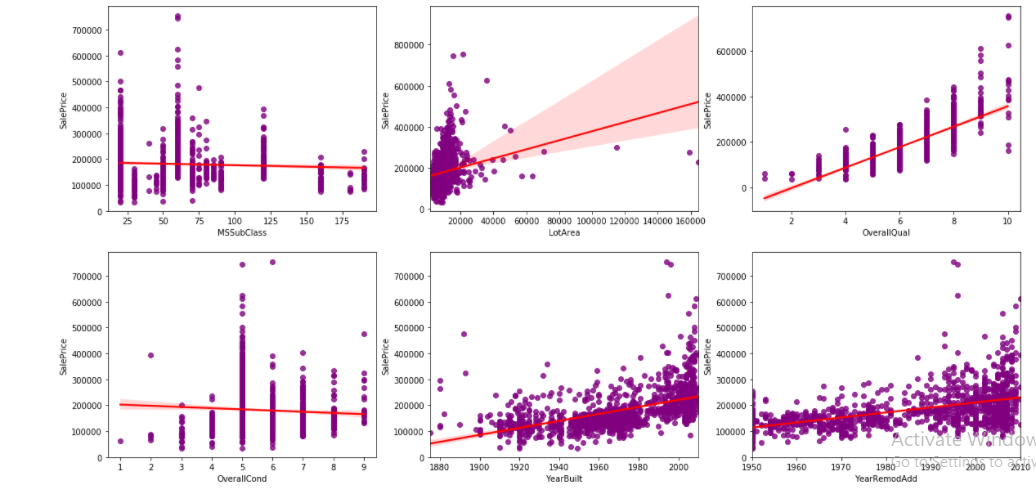 SalePrice
700000
600000
500000
400000
300000
200000
100000
0
25 50 75 100 125 150 175
MSSubClass
SalePrice
800000
600000
400000
200000
0
20000 40000 60000 80000 100000 120000 140000 160000
LotArea
SalePrice
600000
400000
200000
0
2 4 6 8 10
OverallQual
SalePrice
700000
600000
500000
400000
300000
200000
100000
0
1 2 3 4 5 6 7 8 9
OverallCond
SalePrice
700000
600000
500000
400000
300000
200000
100000
0
1880 1900 1920 1940 1960 1980 2000
YearBuilt
SalePrice
700000
600000
500000
400000
300000
200000
100000
0
1950 1960 1970 1980 1990 2000 2010
YearRemodAdd
Activate Window
Go to Settings to activ